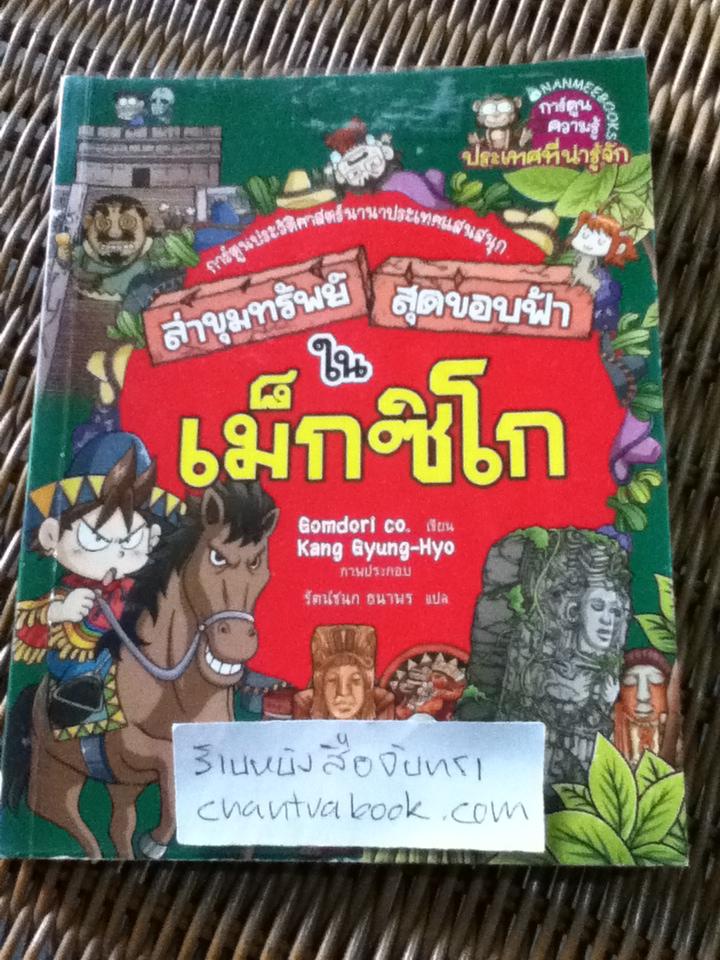 NANMEEBOOKS
การ์ตูน
ความรู้
ประเทศที่น่ารู้จัก
การ์ตูนประวัติศาสตร์นานาประเทศแสนสนุก
ล่าขุมทรัพย์ สุดขอบฟ้า
ใน
เม็กซิโก
Gomdori co. เขียน
Kang Gyung-Hyo
ภาพประกอบ
รัตน์ชนก ธนาพร แปล
ร้านหนังสือจันทรา
chantrabook.com